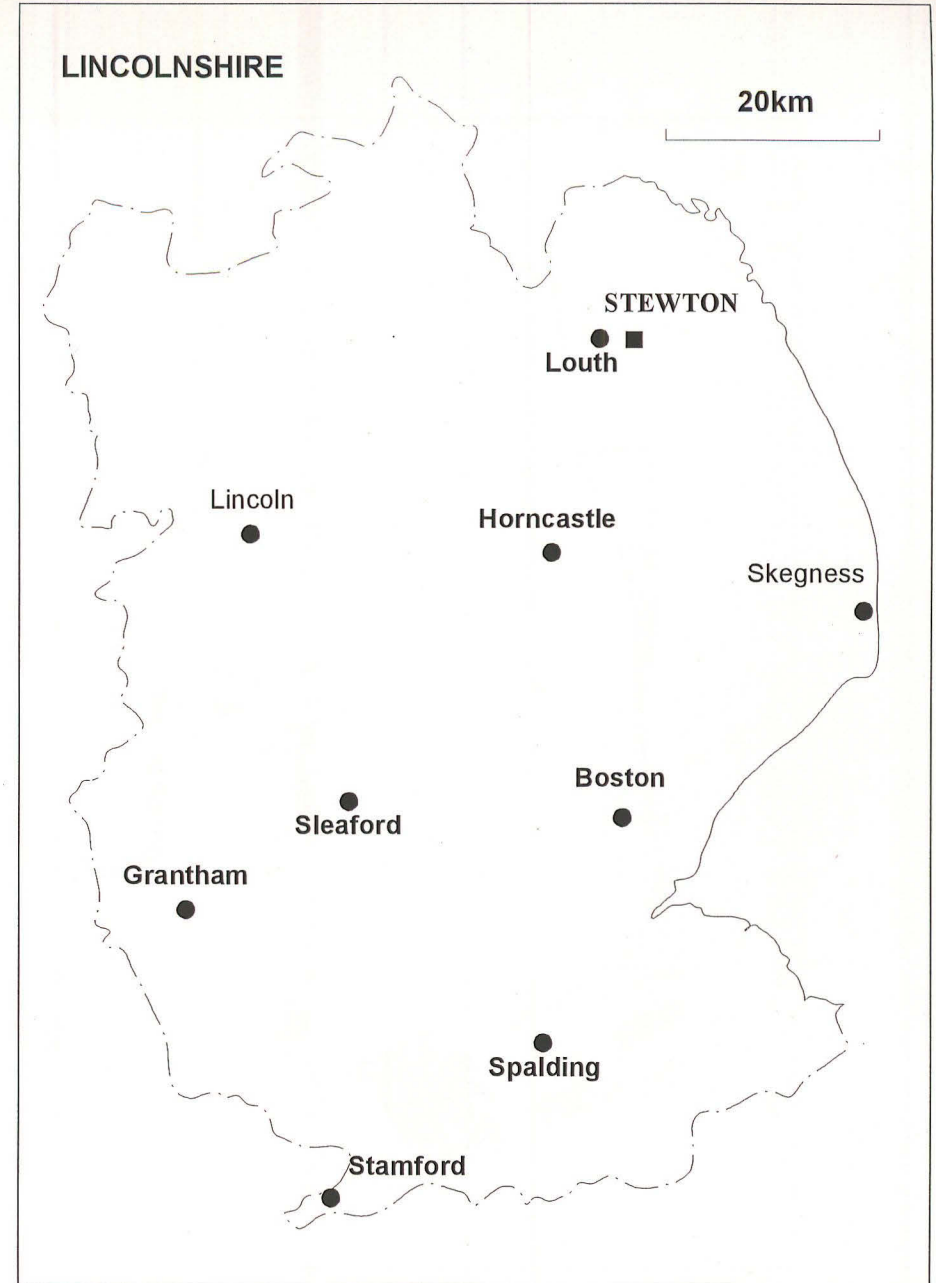 LINCOLNSHIRE
20km
STEWTON
Louth
Lincoln
Horncastle
Skegness
Boston
Sleaford
Grantham
Spalding
Stamford